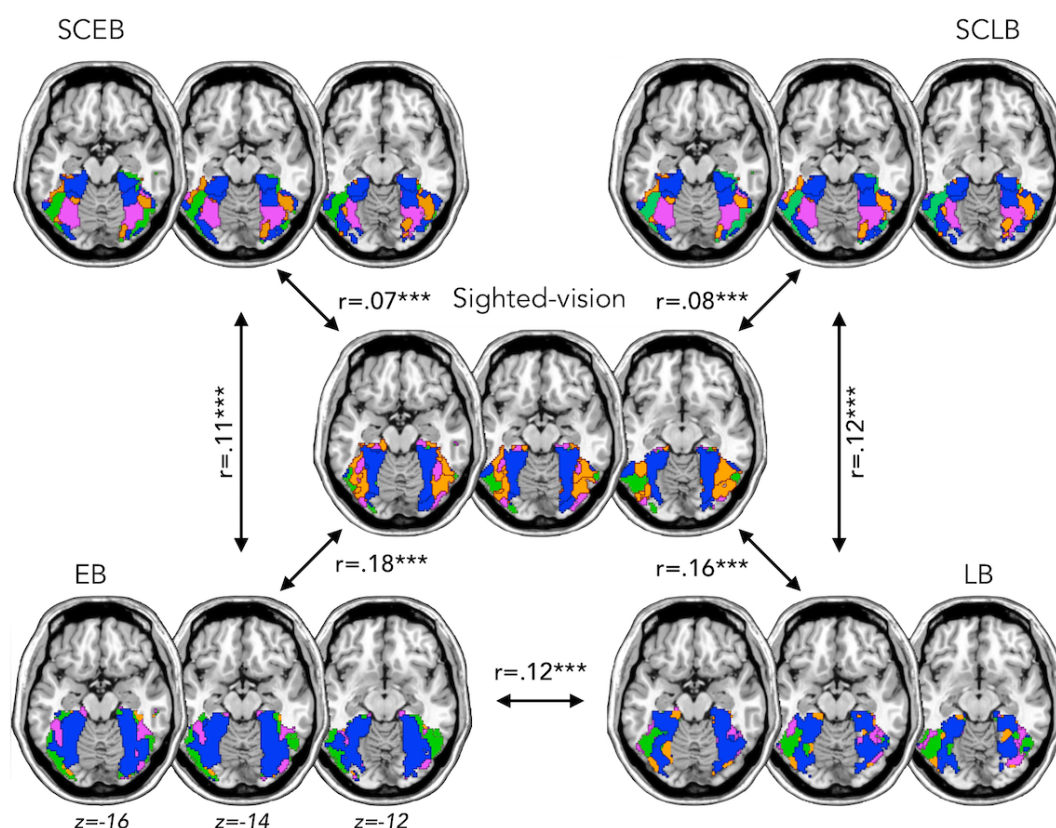 SCEB
SCLB
r=.07***
Sighted-vision
r=.08***
r=.11***
r=.12***
r=.18***
r=.16***
EB
LB
r=.12***
z=-16
z=-14
z=-12